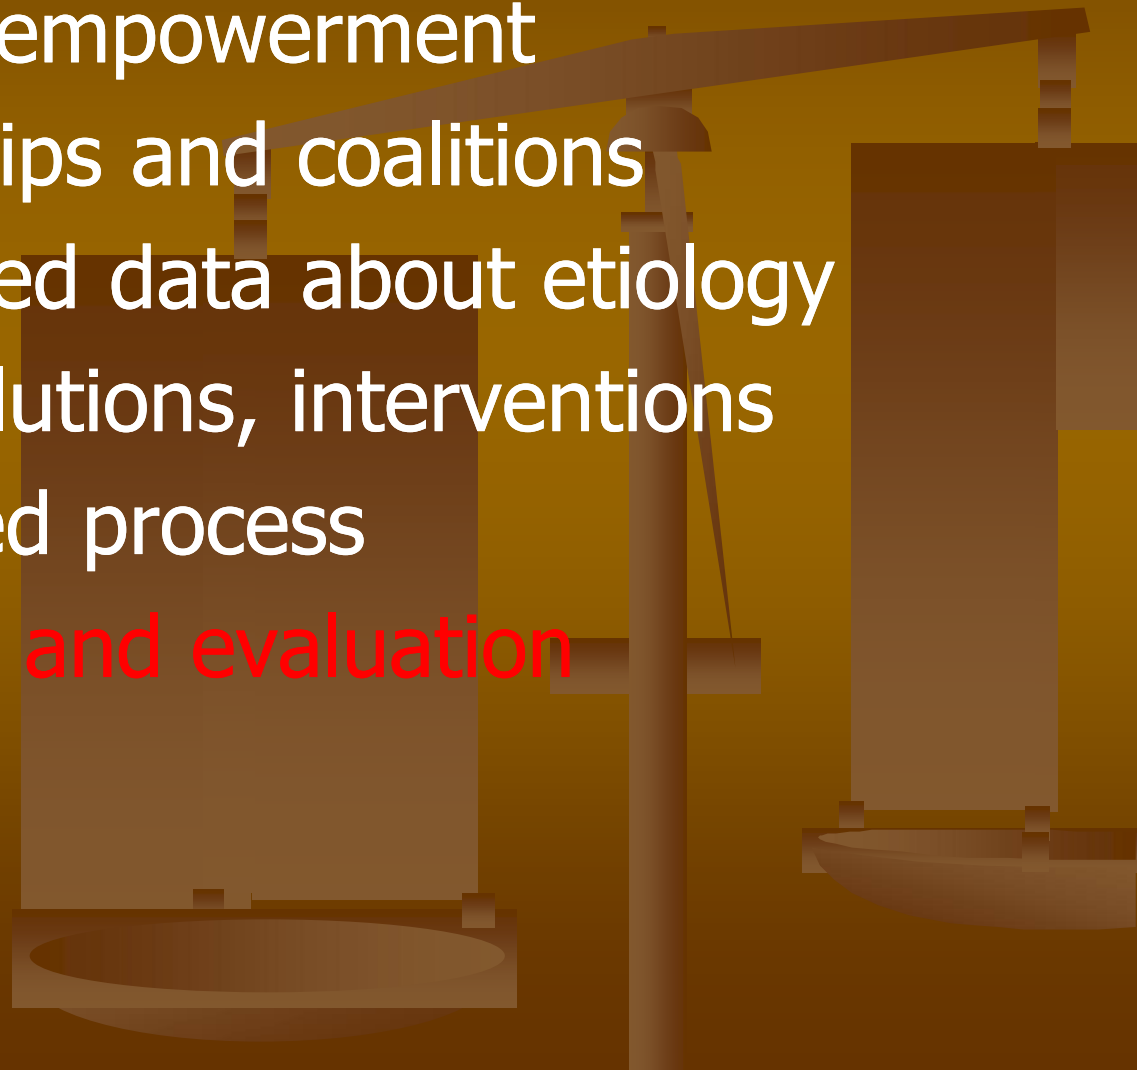 empowerment
ips and coalitions
ed data about etiology
lutions, interventions
ed process
and evaluation